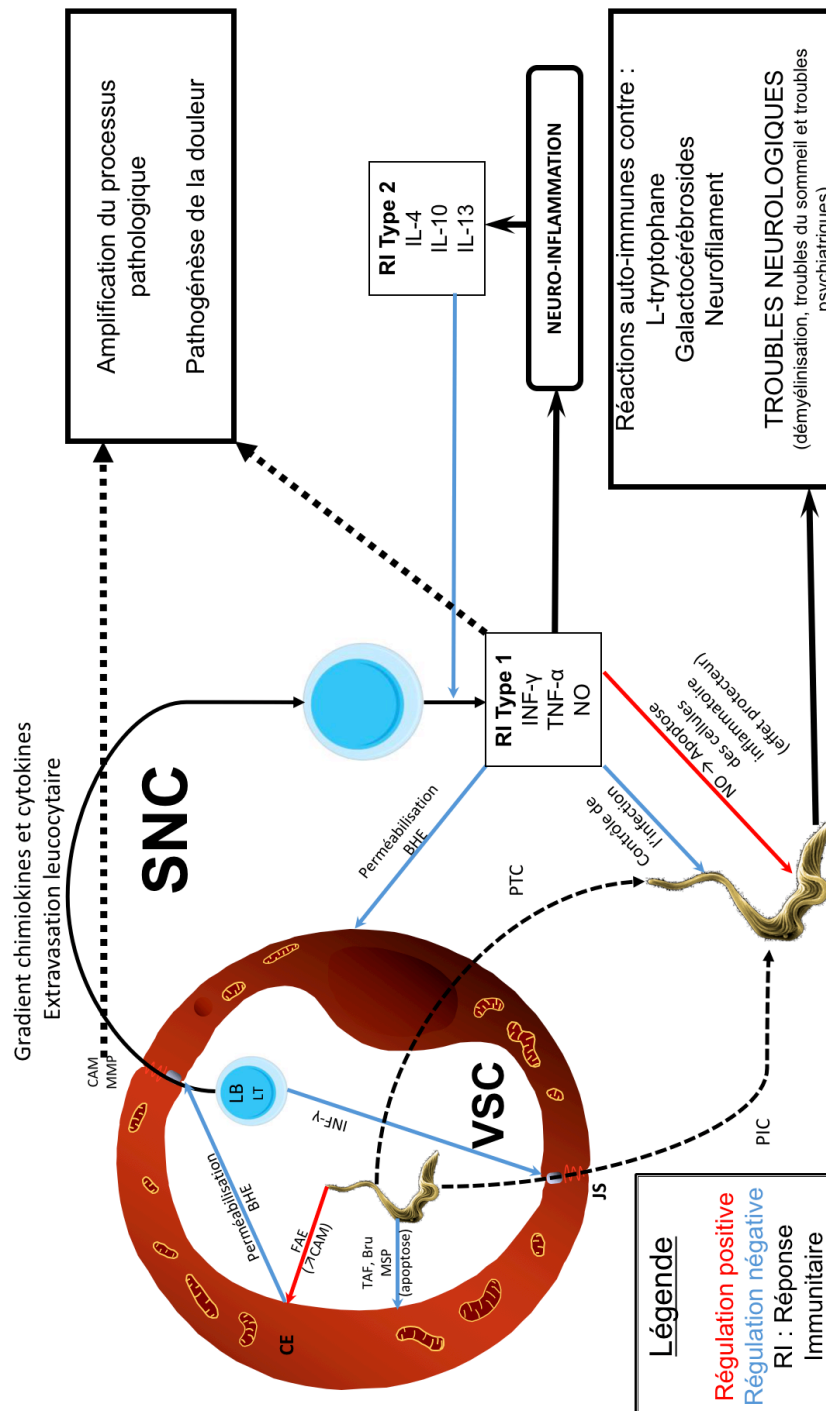 Gradient chimiokines et cytokines
Extravasation leucocytaire
CAM
MMP
SNC
Amplification du processus
pathologique
Pathogénèse de la douleur
Perméabilisation
BHE
LB
LT
INF-γ
FAE
(↗CAM)
CE
TAF, Bru
MSP
(apoptose)
VSC
JS
Perméabilisation
BHE
RI Type 1
INF-γ
TNF-α
NO
RI Type 2
IL-4
IL-10
IL-13
NEURO-INFLAMMATION
PTC
PIC
Contrôle de
l'infection
NO → Apoptose
des cellules
inflammatoire
(effet protecteur)
Réactions auto-immunes contre :
L-tryptophane
Galactocérébrosides
Neurofilament
TROUBLES NEUROLOGIQUES
(démyélinisation, troubles du sommeil et troubles
psychiatriques)
Légende
Régulation positive
Régulation négative
RI : Réponse
Immunitaire